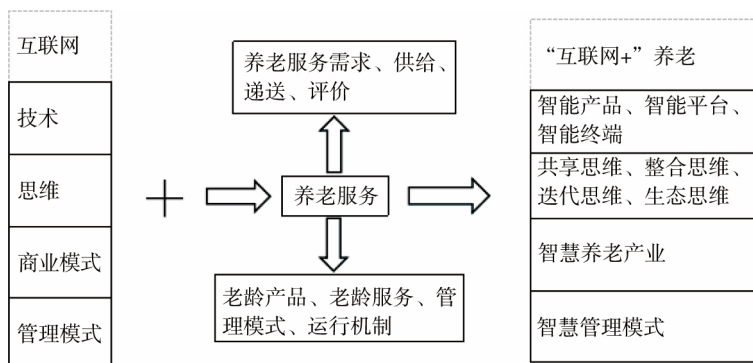 互联网
技术
思维
商业模式
管理模式
养老服务需求、供给、
递送、评价
养老服务
老龄产品、老龄服务、管
理模式、运行机制
“互联网+”养老
智能产品、智能平台、
智能终端
共享思维、整合思维、
迭代思维、生态思维
智慧养老产业
智慧管理模式